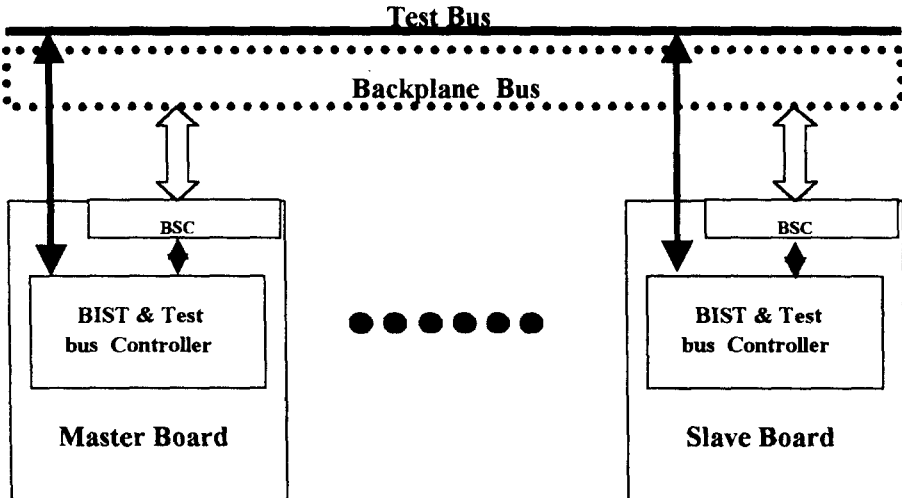 Test Bus
Backplane Bus
BSC
BSC
BIST & Test
bus Controller
BIST & Test
bus Controller
Master Board
Slave Board